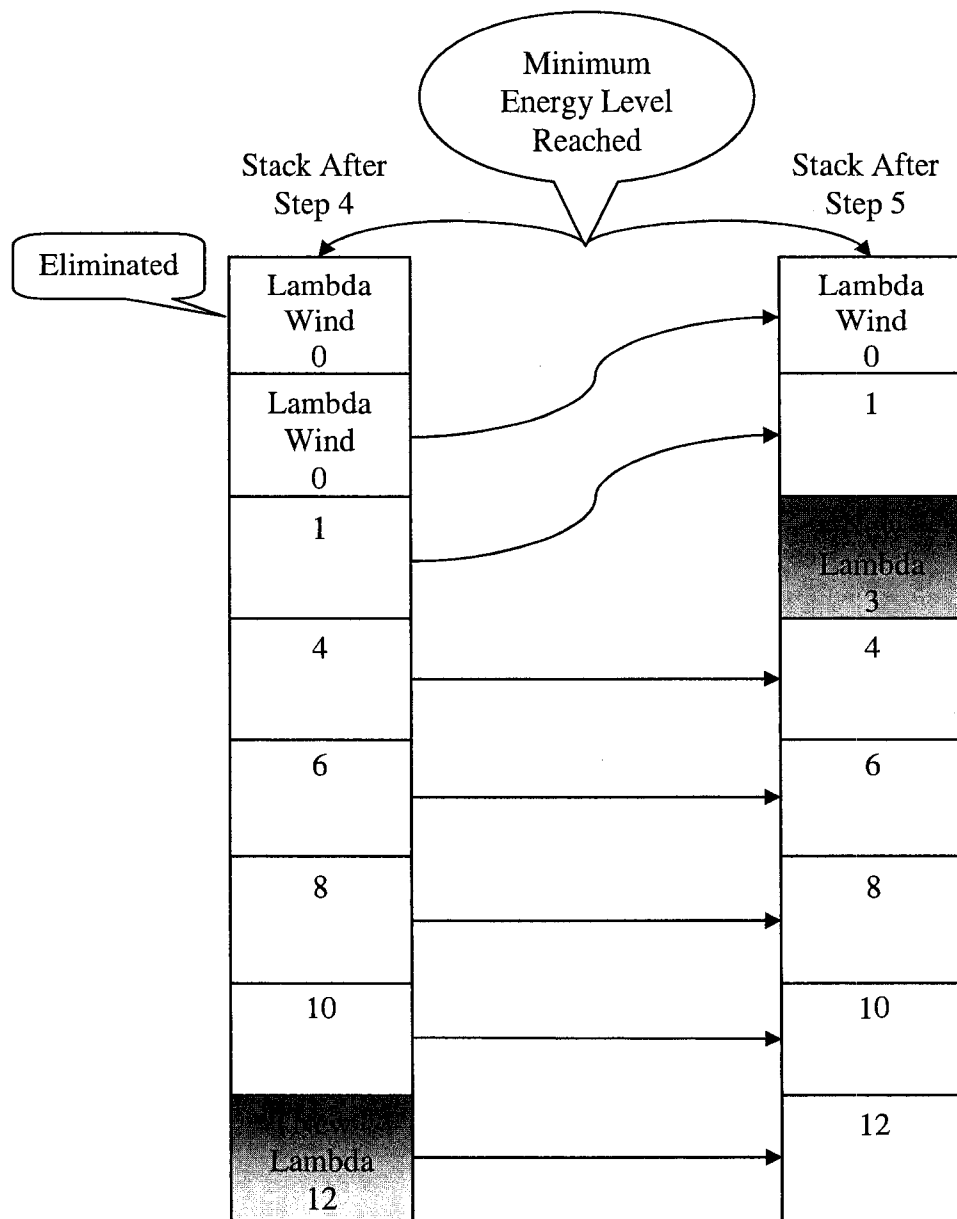 Minimum
Energy Level
Reached
Stack After
Step 4
Stack After
Step 5
Eliminated
Lambda
Wind
0
Lambda
Wind
0
1
4
6
8
10
Lambda
12
Lambda
Wind
0
1
Lambda
3
4
6
8
10
12